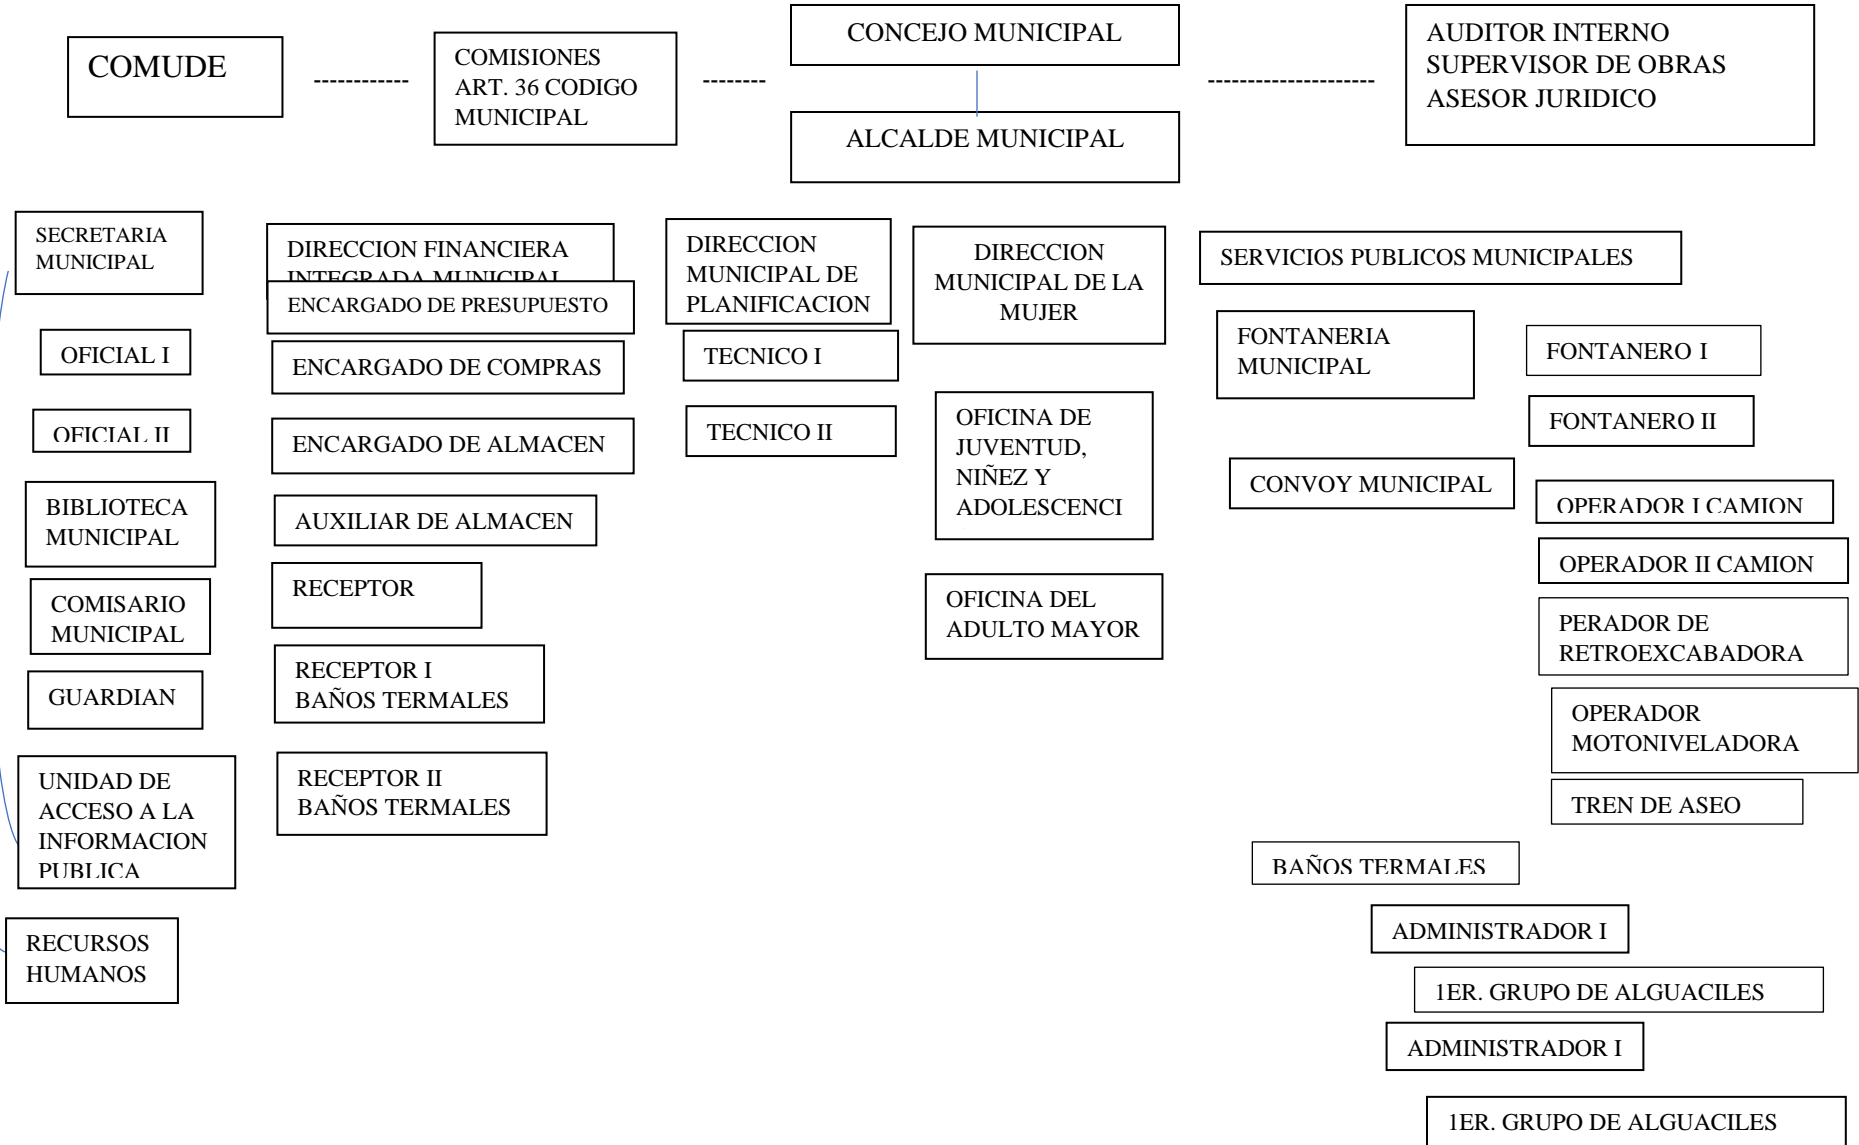 COMUDE
COMISIONES
ART. 36 CODIGO
MUNICIPAL
CONCEJO MUNICIPAL
ALCALDE MUNICIPAL
AUDITOR INTERNO
SUPERVISOR DE OBRAS
ASESOR JURIDICO
SECRETARIA
MUNICIPAL
OFICIAL I
OFICIAL II
BIBLIOTECA
MUNICIPAL
COMISARIO
MUNICIPAL
GUARDIAN
UNIDAD DE
ACCESO A LA
INFORMACION
PUBLICA
RECURSOS
HUMANOS
DIRECCION FINANCIERA
INTEGRADA MUNICIPAL
ENCARGADO DE PRESUPUESTO
ENCARGADO DE COMPRAS
ENCARGADO DE ALMACEN
AUXILIAR DE ALMACEN
RECEPTOR
RECEPTOR I
BAÑOS TERMALES
RECEPTOR II
BAÑOS TERMALES
DIRECCION
MUNICIPAL DE
PLANIFICACION
TECNICO I
TECNICO II
DIRECCION
MUNICIPAL DE LA
MUJER
OFICINA DE
JUVENTUD,
NIÑEZ Y
ADOLESCENCI
OFICINA DEL
ADULTO MAYOR
SERVICIOS PUBLICOS MUNICIPALES
FONTANERIA
MUNICIPAL
FONTANERO I
FONTANERO II
CONVOY MUNICIPAL
OPERADOR I CAMION
OPERADOR II CAMION
PERADOR DE
RETROEXCABADORA
OPERADOR
MOTONIVELADORA
TREN DE ASEO
BAÑOS TERMALES
ADMINISTRADOR I
1ER. GRUPO DE ALGUACILES
ADMINISTRADOR I
1ER. GRUPO DE ALGUACILES